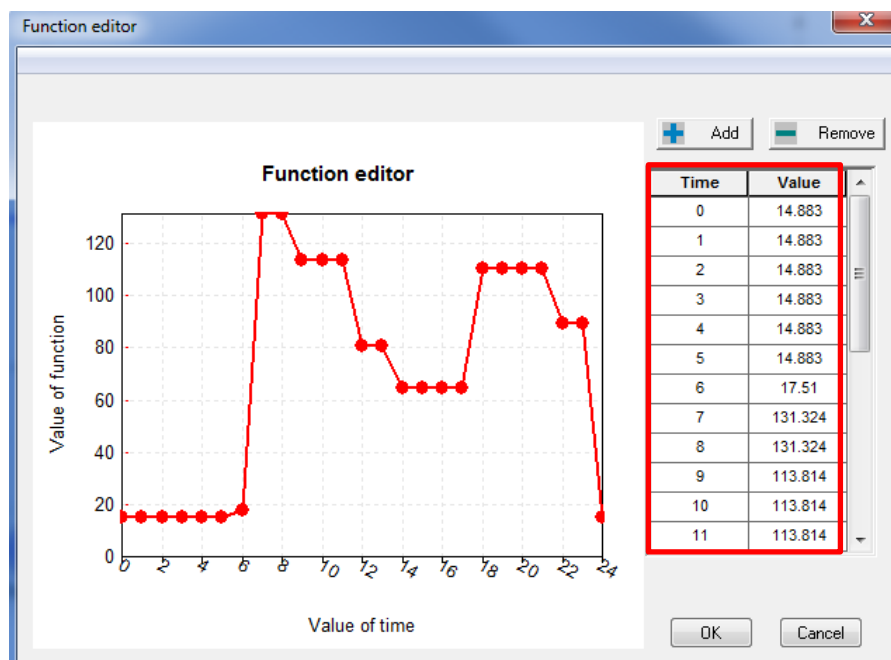 Function editor
x
Add
Remove
Function editor
Value of function
120
100
80
60
40
20
0
0 2 4 6 8 10 12 14 16 18 20 22 24
Value of time
Time Value
0 14.883
1 14.883
2 14.883
3 14.883
4 14.883
5 14.883
6 17.51
7 131.324
8 131.324
9 113.814
10 113.814
11 113.814
OK
Cancel